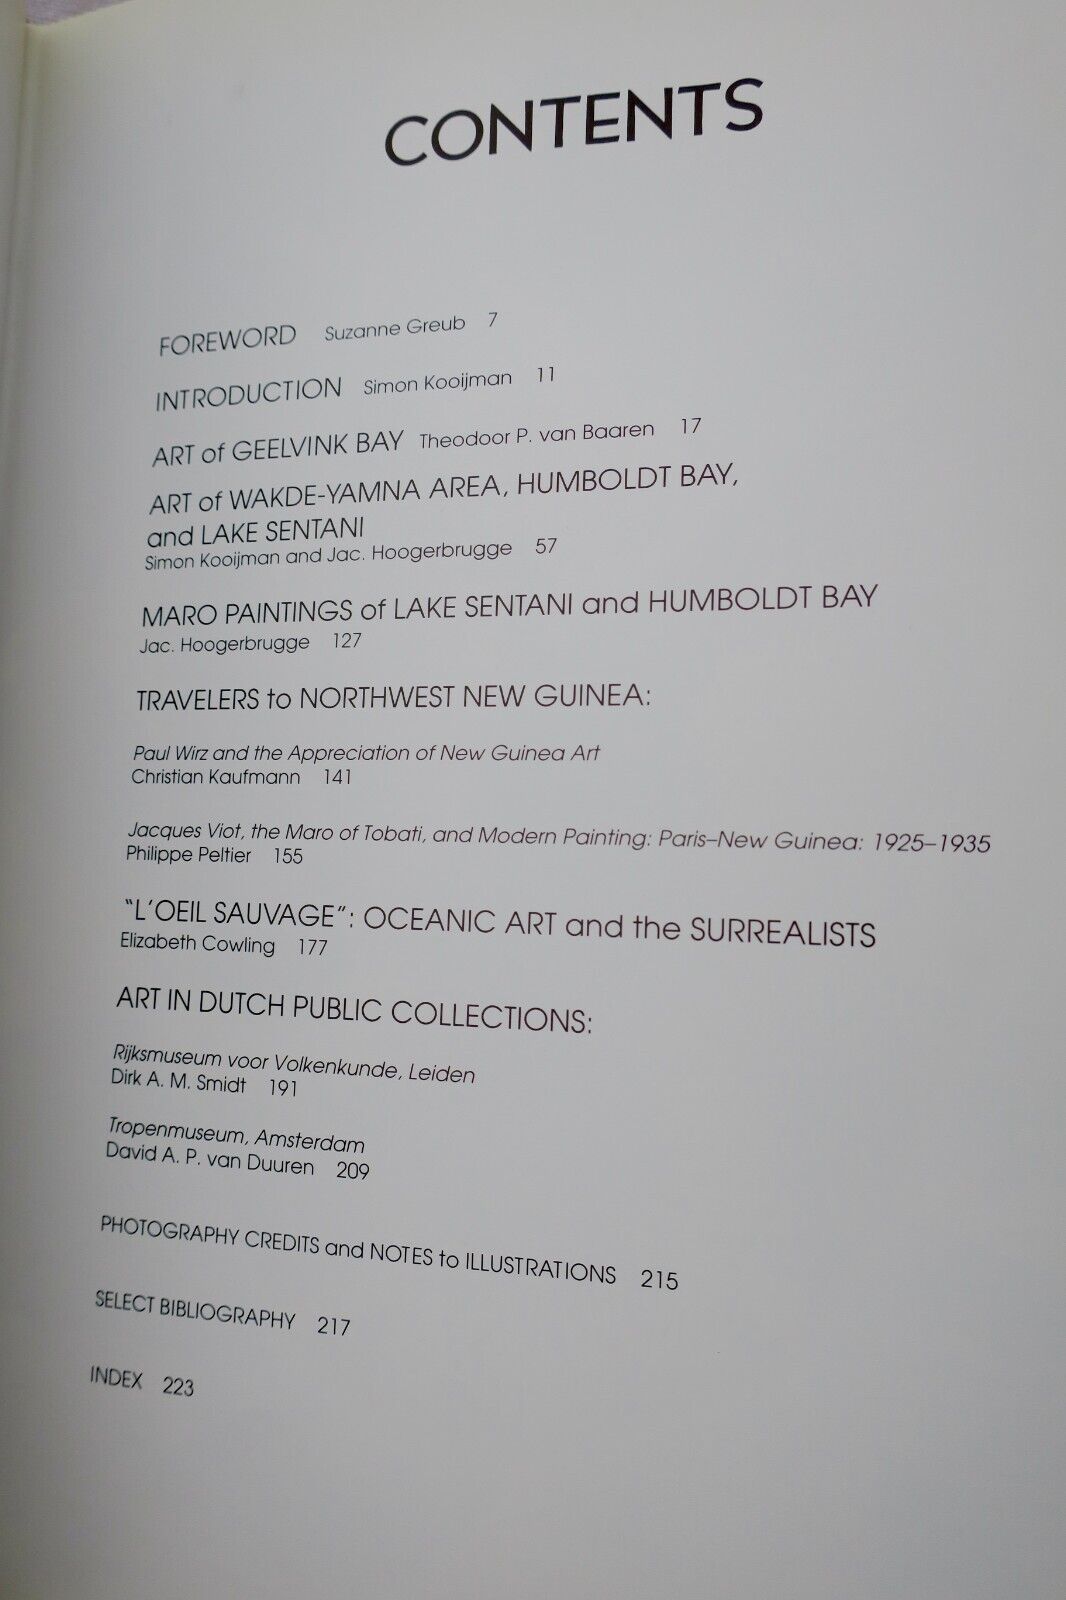 CONTENTS
FOREWORD Suzanne Greub 7
INTRODUCTION Simon Kooijman 11
ART of GEELVINK BAY Theodoor P. van Baaren 17
ART of WAKDE-YAMNA AREA, HUMBOLDT BAY,
and LAKE SENTANI
Simon Kooijman and Jac. Hoogerbrugge 57
MARO PAINTINGS of LAKE SENTANI and HUMBOLDT BAY
Jac. Hoogerbrugge 127
TRAVELERS to NORTHWEST NEW GUINEA:
Paul Wirz and the Appreciation of New Guinea Art
Christian Kaufmann 141
Jacques Viot, the Maro of Tobati, and Modern Painting: Paris–New Guinea: 1925–1935
Philippe Peltier 155
"L'OEIL SAUVAGE": OCEANIC ART and the SURREALISTS
Elizabeth Cowling 177
ART IN DUTCH PUBLIC COLLECTIONS:
Rijksmuseum voor Volkenkunde, Leiden
Dirk A. M. Smidt 191
Tropenmuseum, Amsterdam
David A. P. van Duuren 209
PHOTOGRAPHY CREDITS and NOTES to ILLUSTRATIONS 215
SELECT BIBLIOGRAPHY 217
INDEX 223